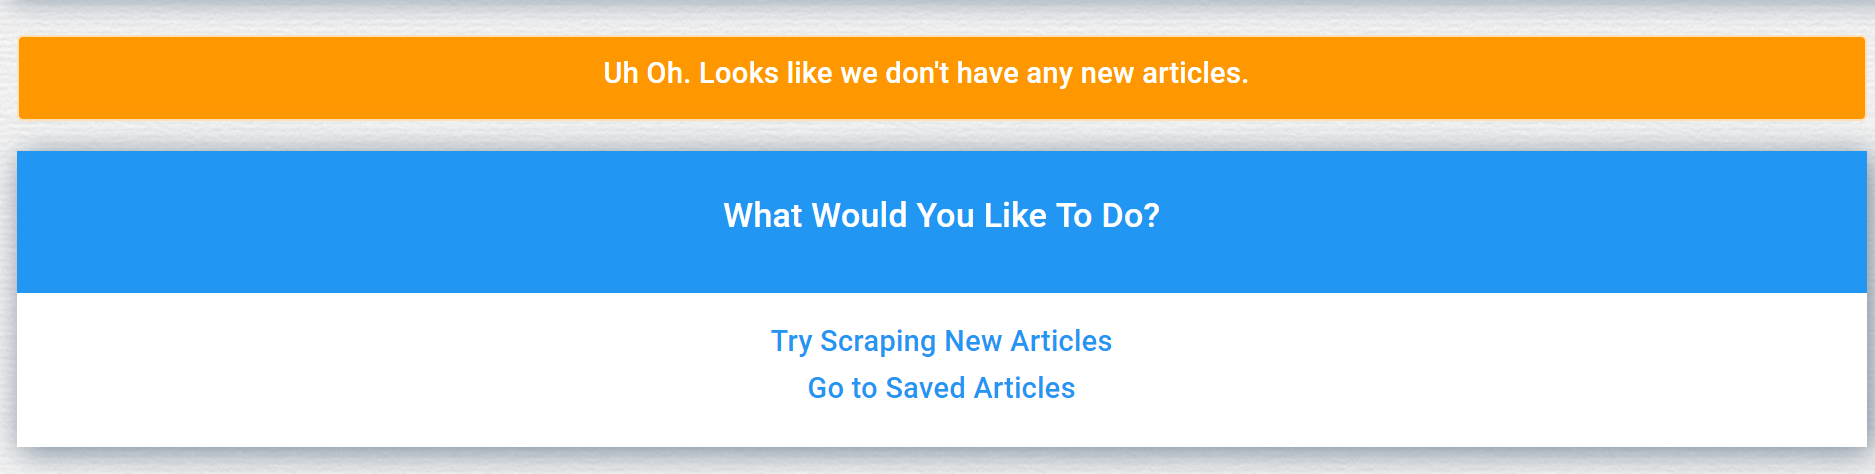 Uh Oh. Looks like we don't have any new articles.
What Would You Like To Do?
Try Scraping New Articles
Go to Saved Articles